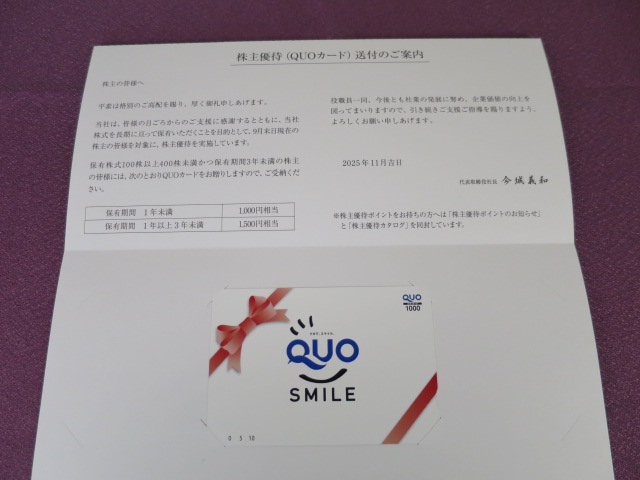 株主優待（QUOカード）送付のご案内
株主の皆様へ
平素は格別のご高配を賜り、厚く御礼申しあげます。
当社は、皆様の日ごろからのご支援に感謝するとともに、当社
株式を長期に亘って保有いただくことを目的として、9月末日現在の
株主の皆様を対象に、株主優待を実施しています。
保有株式100株以上400株未満かつ保有期間3年未満の株主
の皆様には、次のとおりQUOカードをお贈りしますので、ご受納くだ
さい。
保有期間 1年未満 1,000円相当
保有期間 1年以上3年未満 1,500円相当
役職員一同、今後とも社業の発展に努め、企業価値の向上を
図ってまいりますので、引き続きご支援ご指導を賜りますよう、
よろしくお願い申しあげます。
2025年11月吉日
代表取締役社長 今城義和
※株主優待ポイントをお持ちの方へは「株主優待ポイントのお知らせ」
と「株主優待カタログ」を同封しています。
QUO
1000
QUO
SMILE
0 5 10